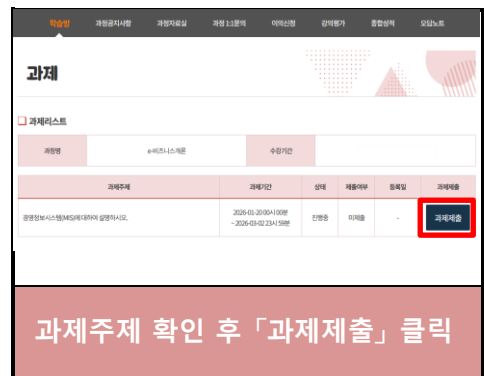 학습방 과정공지사항 과정자료실 과정 1:1문의 이의신청 강의평가 종합성적 오답노트
과제
과제리스트
과정명 e-비즈니스개론 수강기간
과제주제 과제기간 상태 제출여부 등록일 과제제출
경영정보시스템(MIS)에 대하여 설명하시오. 2026-01-20 00시 00분 진행중 미제출 - 과제제출
~ 2026-03-02 23시 59분
과제주제 확인 후 「과제제출」 클릭